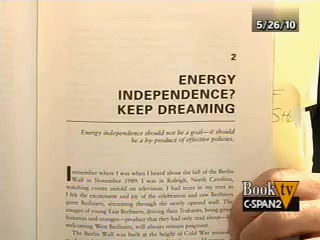 5/26/10
2
ENERGY
INDEPENDENCE?
KEEP DREAMING
Energy independence should not be a goal—it should
be a by-product of effective policies.
I remember where I was when I heard about the fall of the Berlin
Wall in November 1989. I was in Raleigh, North Carolina,
watching events unfold on television. I had tears in my eyes as
I felt the excitement and joy of the celebration and saw Berliners
greet Berliners, streaming through the newly opened wall. The
images of young East Berliners, driving their Trabants, being given
bananas and oranges—produce that they had only read about—by
welcoming West Berliners, will always remain pregnant.
The Berlin Wall was built at the height of Cold War
Book tv
C-SPAN2